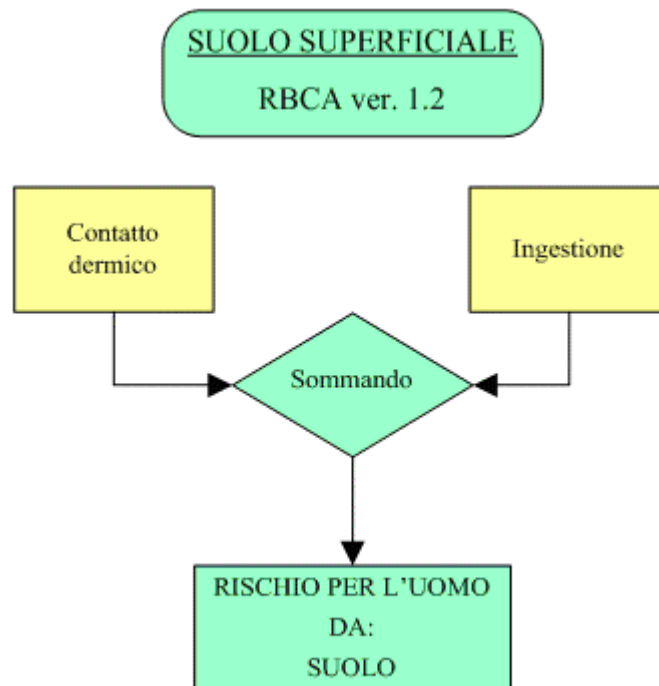 SUOLO SUPERFICIALE
RBCA ver. 1.2
Contatto
dermico
Ingestione
Sommando
RISCHIO PER L'UOMO
DA:
SUOLO